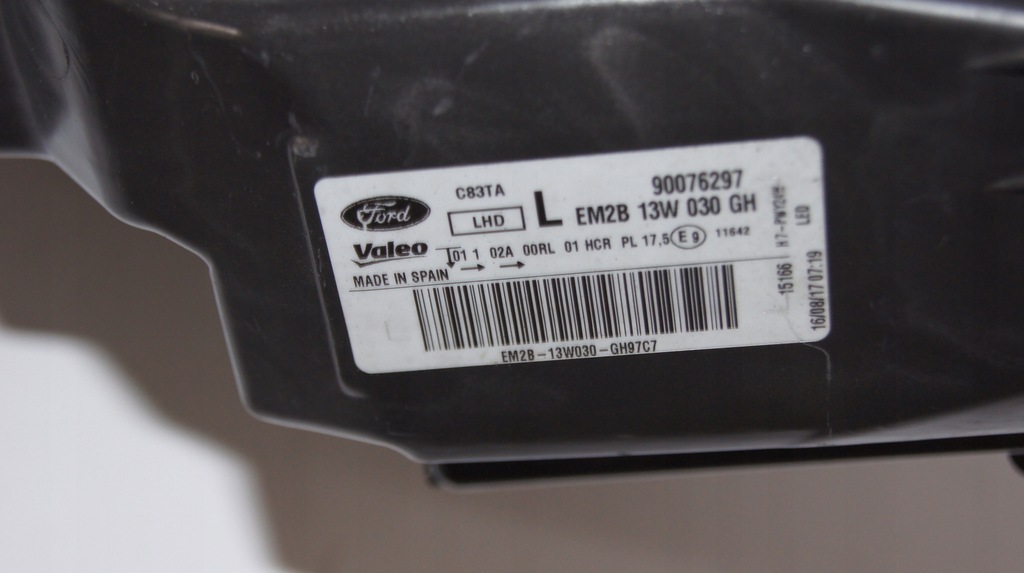 C83TA
90076297
Ford
LHD
L
EM2B 13W 030 GH
Valeo
01 1 02A 00RL 01 HCR PL 17,5 E9 11642
MADE IN SPAIN
EM2B-13W030-GH97C7
15166
LED
16/08/17 07:19